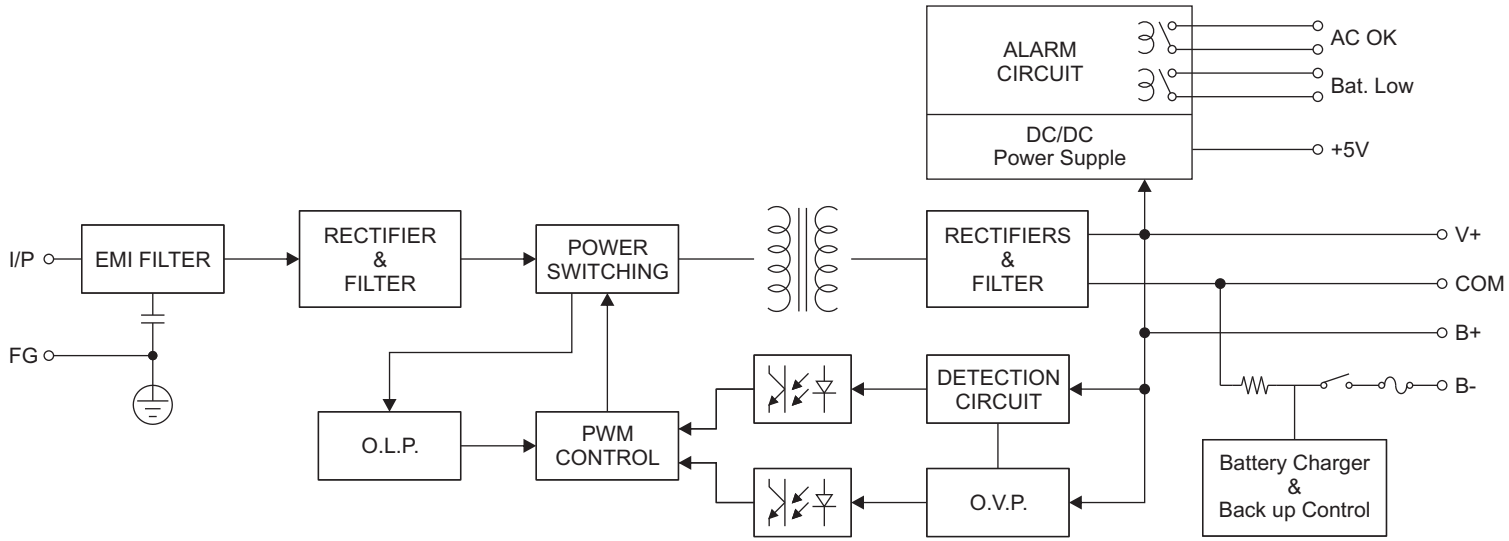 ALARM
CIRCUIT
AC OK
Bat. Low
DC/DC
Power Supple
+5V
I/P
EMI FILTER
RECTIFIER
&
FILTER
POWER
SWITCHING
RECTIFIERS
&
FILTER
V+
COM
B+
B-
FG
O.L.P.
PWM
CONTROL
DETECTION
CIRCUIT
O.V.P.
Battery Charger
&
Back up Control